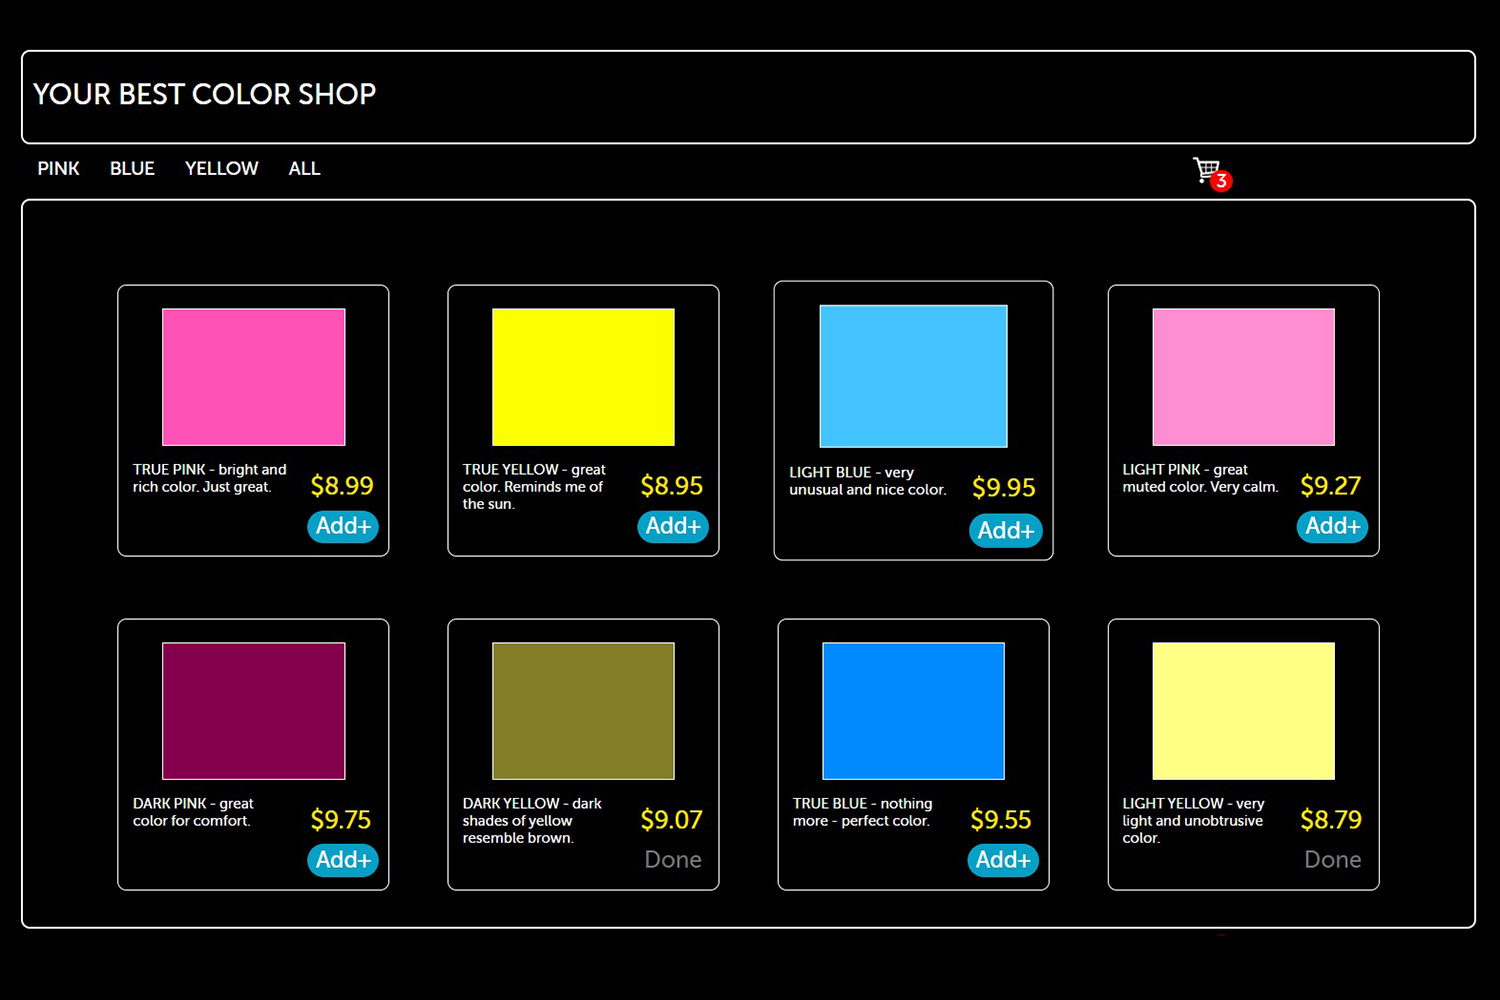 YOUR BEST COLOR SHOP
PINK BLUE YELLOW ALL
3
TRUE PINK - bright and
rich color. Just great.
$8.99
Add+
TRUE YELLOW - great
color. Reminds me of
the sun.
$8.95
Add+
LIGHT BLUE - very
unusual and nice color.
$9.95
Add+
LIGHT PINK - great
muted color. Very calm.
$9.27
Add+
DARK PINK - great
color for comfort.
$9.75
Add+
DARK YELLOW - dark
shades of yellow
resemble brown.
$9.07
Done
TRUE BLUE - nothing
more - perfect color.
$9.55
Add+
LIGHT YELLOW - very
light and unobtrusive
color.
$8.79
Done